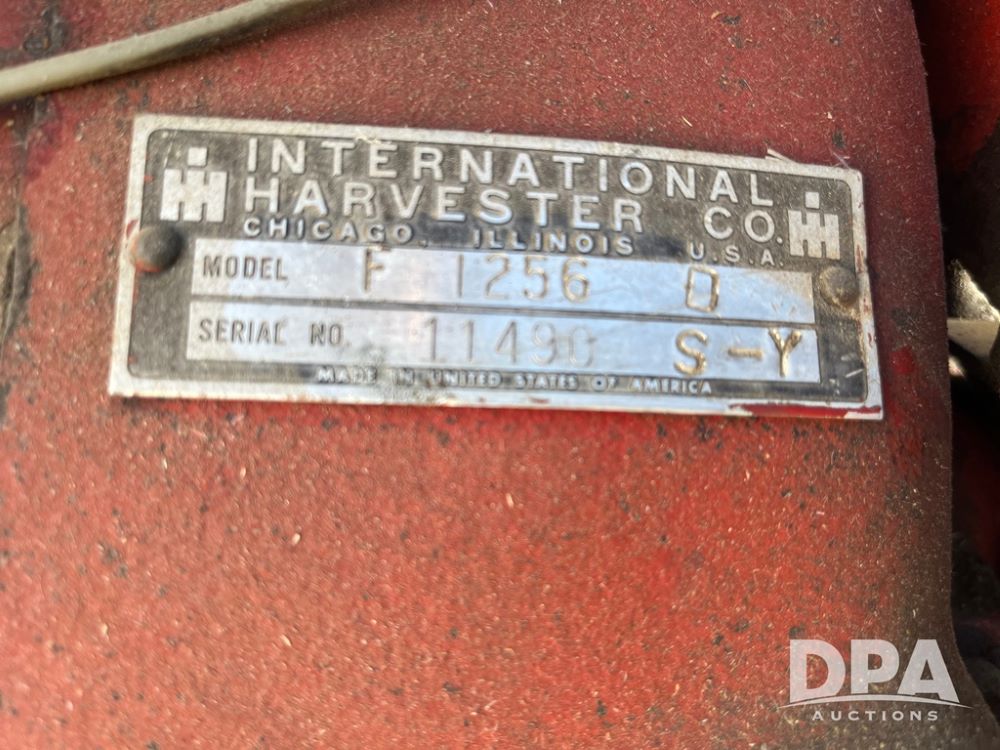 INTERNATIONAL
HARVESTER CO.
CHICAGO, ILLINOIS U.S.A.
MODEL F 1256 D
SERIAL NO. 11490 S-Y
MADE IN UNITED STATES OF AMERICA
DPA
AUCTIONS